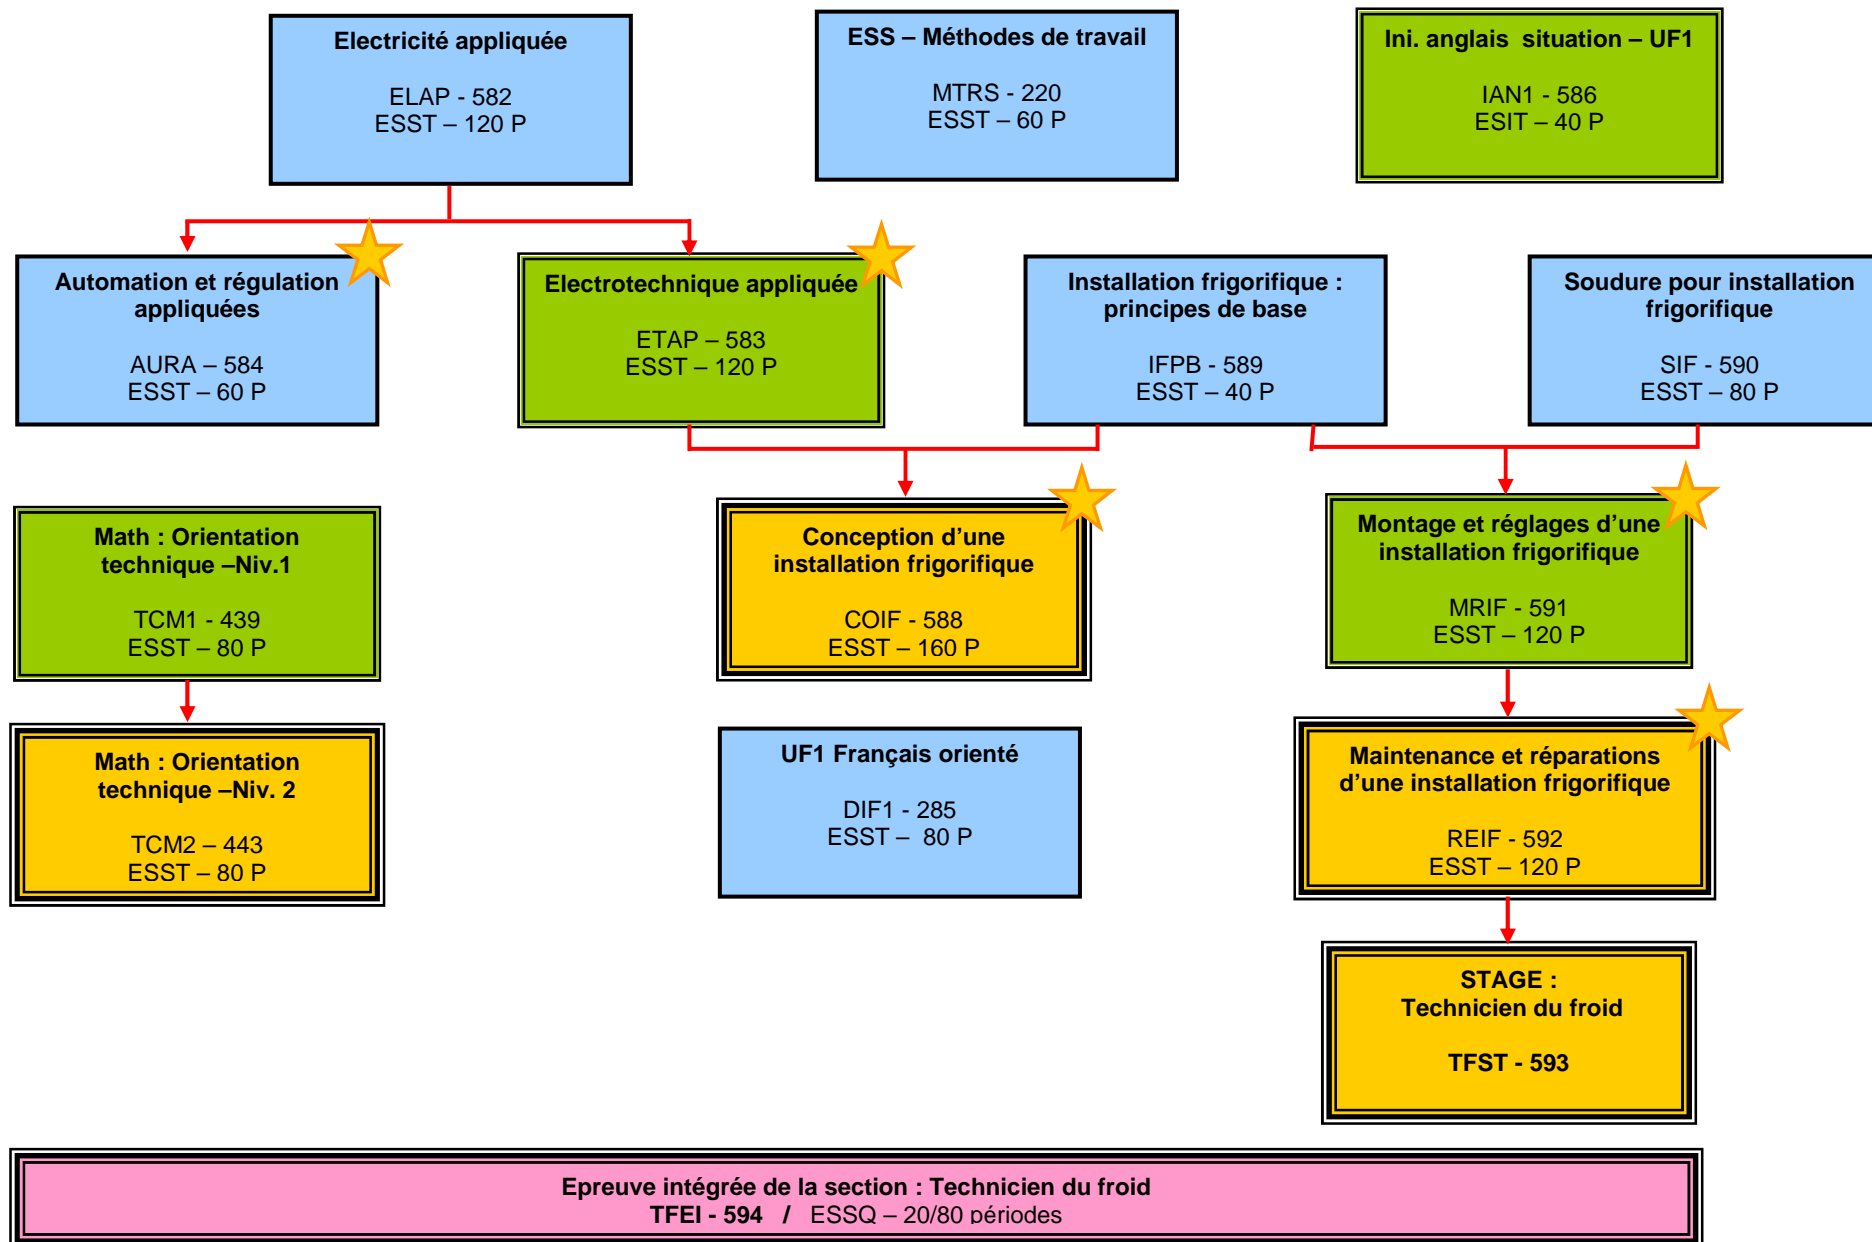 Electricité appliquée
ELAP - 582
ESST – 120 P
ESS – Méthodes de travail
MTRS - 220
ESST – 60 P
Ini. anglais  situation – UF1
IAN1 - 586
ESIT – 40 P
Automation et régulation
appliquées
AURA – 584
ESST – 60 P
Electrotechnique appliquée
ETAP – 583
ESST – 120 P
Installation frigorifique :
principes de base
IFPB - 589
ESST – 40 P
Soudure pour installation
frigorifique
SIF - 590
ESST – 80 P
Math : Orientation
technique –Niv.1
TCM1 - 439
ESST – 80 P
Conception d’une
installation frigorifique
COIF - 588
ESST – 160 P
Montage et réglages d’une
installation frigorifique
MRIF - 591
ESST – 120 P
Math : Orientation
technique –Niv. 2
TCM2 – 443
ESST – 80 P
UF1 Français orienté
DIF1 - 285
ESST –  80 P
Maintenance et réparations
d’une installation frigorifique
REIF - 592
ESST – 120 P
STAGE :
Technicien du froid
TFST - 593
Epreuve intégrée de la section : Technicien du froid
TFEI - 594   /   ESSQ – 20/80 périodes